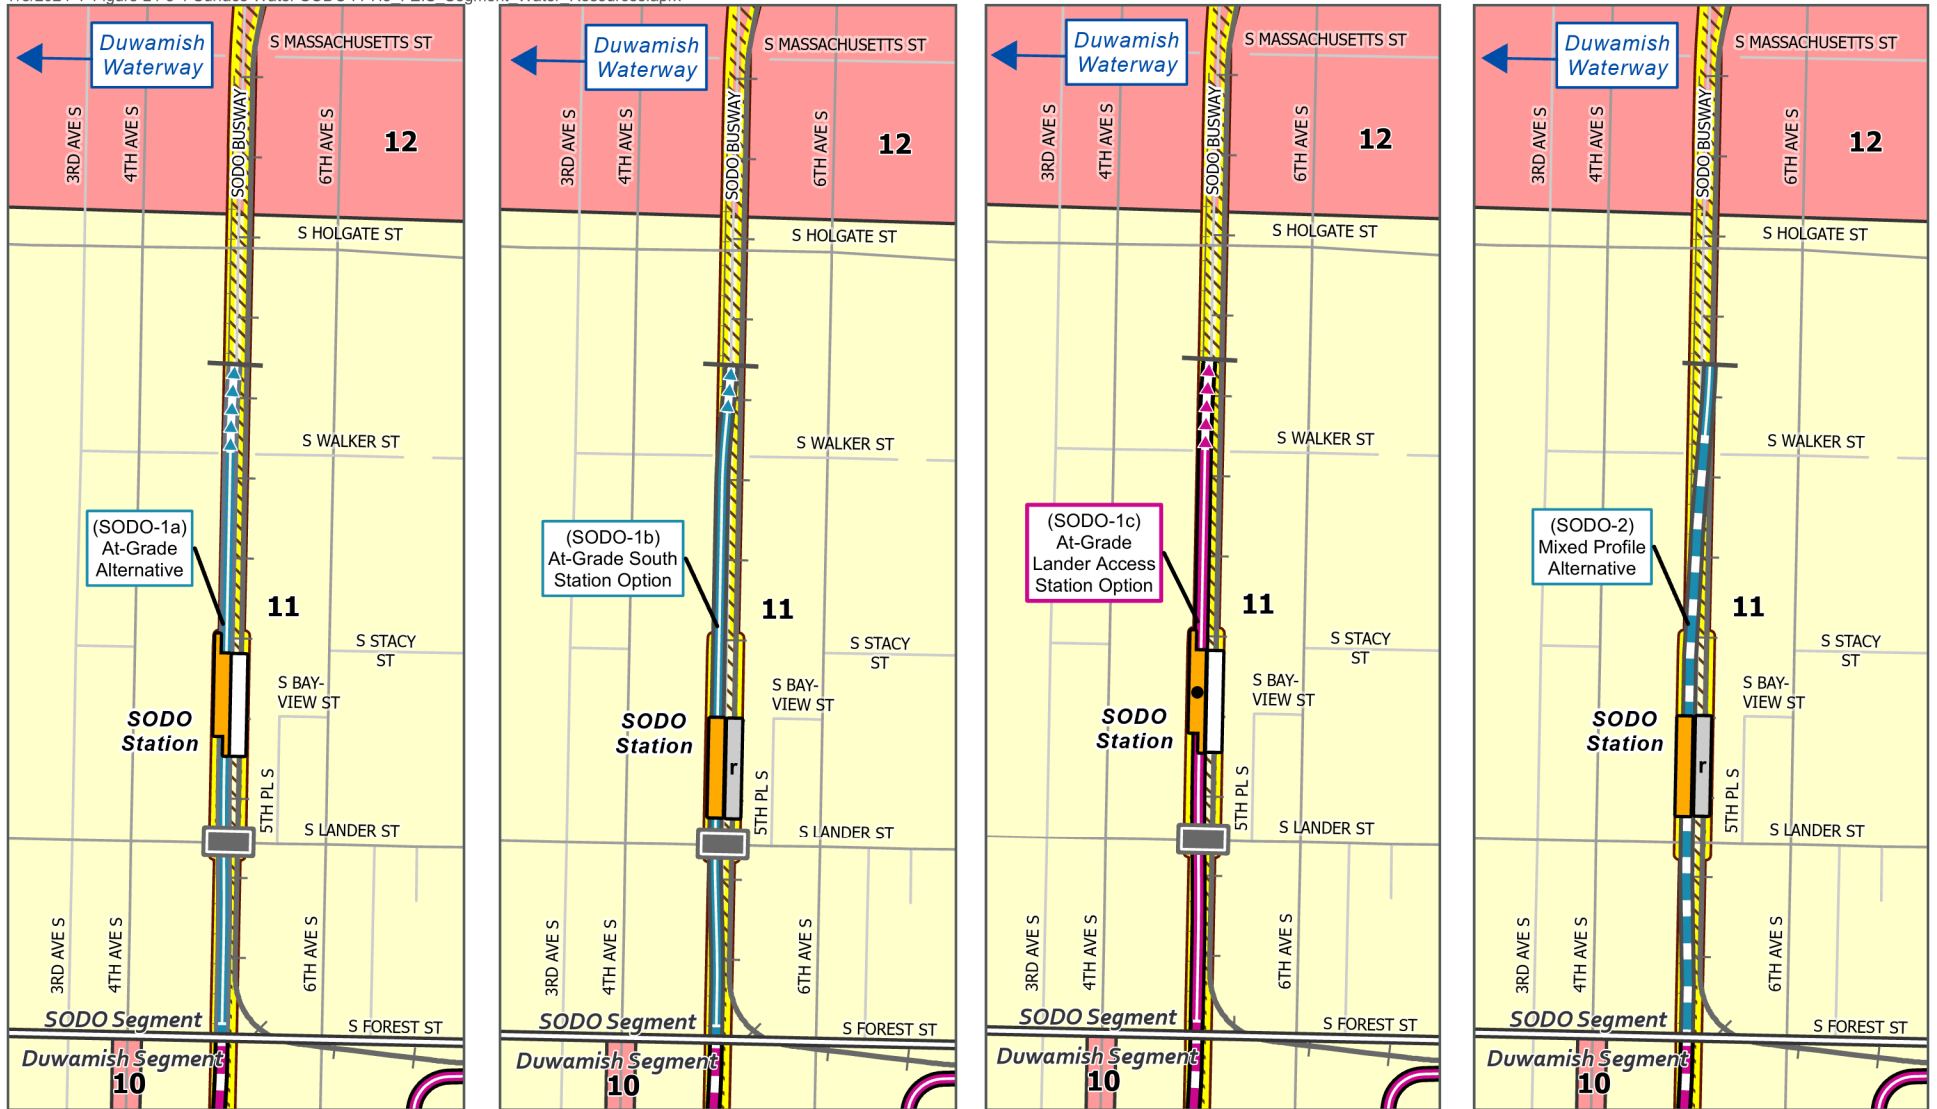 Duwamish
Waterway
S MASSACHUSETTS ST
3RD AVE S
4TH AVE S
SODO BUSWAY
6TH AVE S
12
S HOLGATE ST
S WALKER ST
(SODO-1a)
At-Grade
Alternative
11
S STACY
ST
S BAY-
VIEW ST
SODO
Station
5TH PL S
S LANDER ST
3RD AVE S
4TH AVE S
6TH AVE S
SODO Segment
S FOREST ST
Duwamish Segment
10
Duwamish
Waterway
S MASSACHUSETTS ST
3RD AVE S
4TH AVE S
SODO BUSWAY
6TH AVE S
12
S HOLGATE ST
S WALKER ST
(SODO-1b)
At-Grade South
Station Option
11
S STACY
ST
S BAY-
VIEW ST
SODO
Station
r
5TH PL S
S LANDER ST
3RD AVE S
4TH AVE S
6TH AVE S
SODO Segment
S FOREST ST
Duwamish Segment
10
Duwamish
Waterway
S MASSACHUSETTS ST
3RD AVE S
4TH AVE S
SODO BUSWAY
6TH AVE S
12
S HOLGATE ST
S WALKER ST
(SODO-1c)
At-Grade
Lander Access
Station Option
11
S STACY
ST
S BAY-
VIEW ST
SODO
Station
5TH PL S
S LANDER ST
3RD AVE S
4TH AVE S
6TH AVE S
SODO Segment
S FOREST ST
Duwamish Segment
10
Duwamish
Waterway
S MASSACHUSETTS ST
3RD AVE S
4TH AVE S
SODO BUSWAY
6TH AVE S
12
S HOLGATE ST
S WALKER ST
(SODO-2)
Mixed Profile
Alternative
11
S STACY
ST
S BAY-
VIEW ST
SODO
Station
r
5TH PL S
S LANDER ST
3RD AVE S
4TH AVE S
6TH AVE S
SODO Segment
S FOREST ST
Duwamish Segment
10